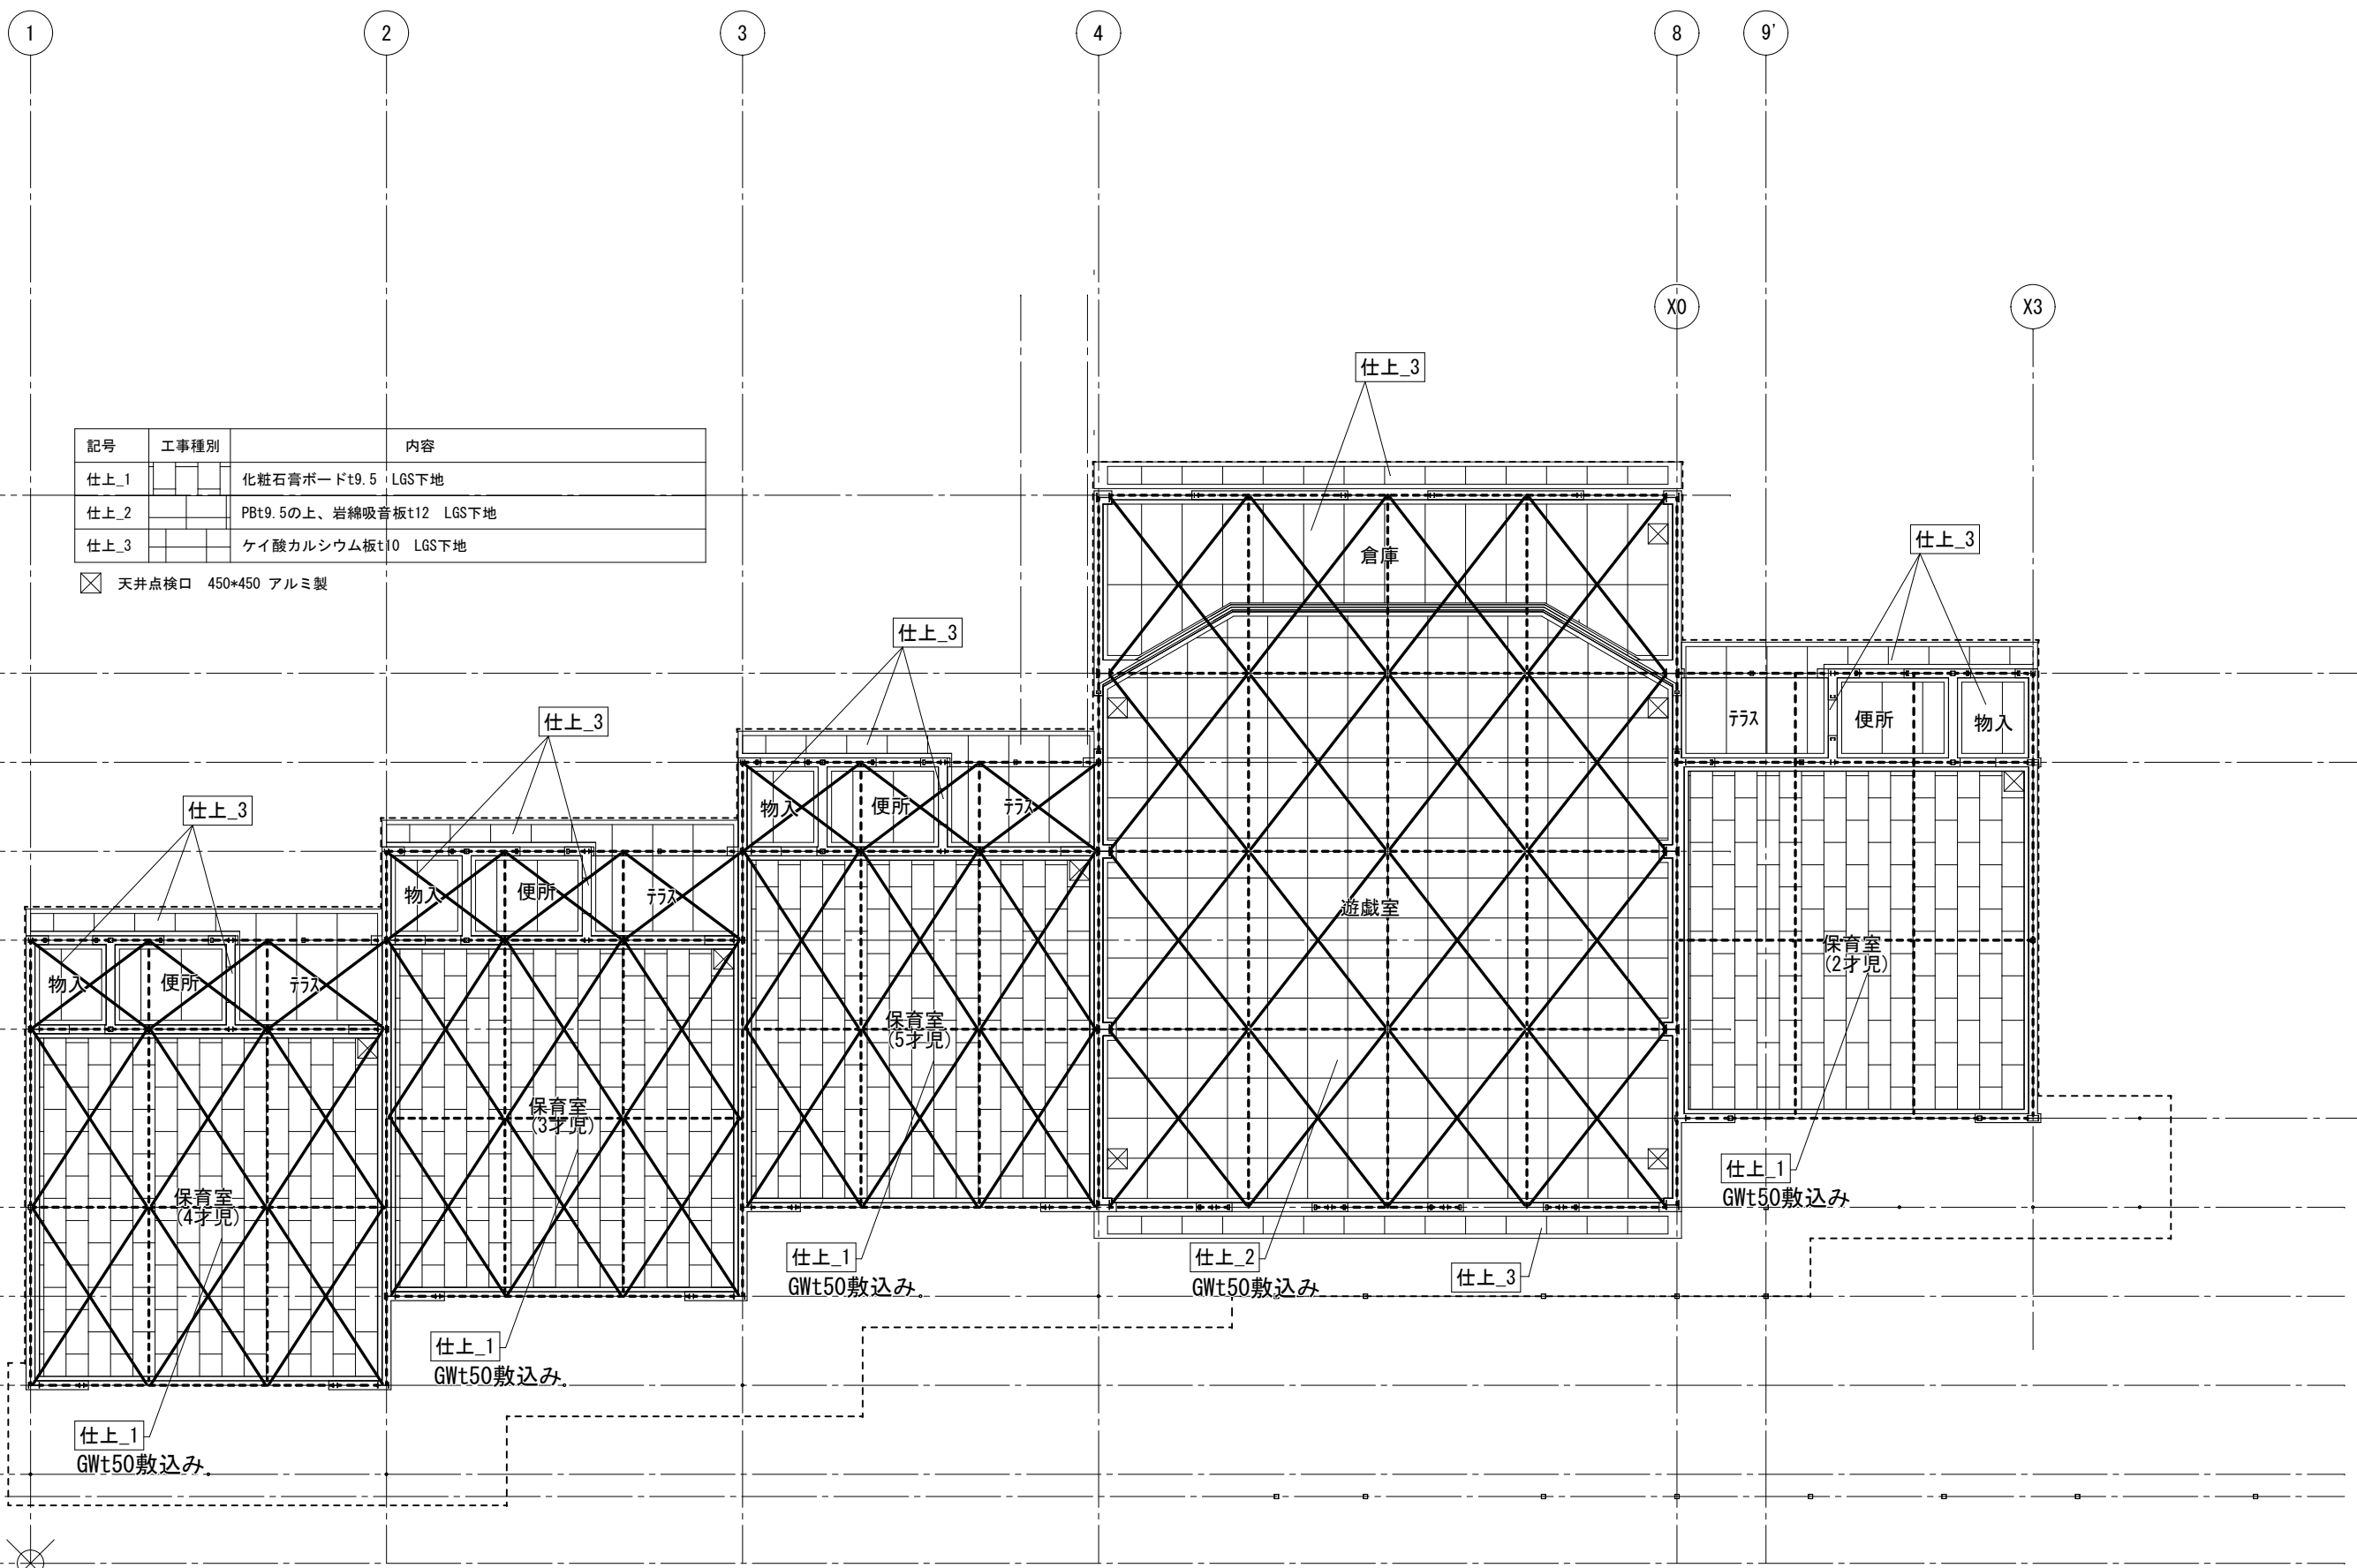 1 2 3 4 8 9'
X0 X3
仕上_3
記号 工事種別 内容
仕上_1 化粧石膏ボードt9.5 LGS下地
仕上_2 PBt9.5の上、岩綿吸音板t12 LGS下地
仕上_3 ケイ酸カルシウム板t10 LGS下地
天井点検口 450*450 アルミ製
仕上_3
倉庫
仕上_3
仕上_3
テラス 便所 物入
仕上_3
物入 便所 テラス
物入 便所 テラス
遊戯室
保育室
(2才児)
物入 便所 テラス
保育室
(5才児)
保育室
(3才児)
仕上_1
GWt50敷込み
保育室
(4才児)
仕上_1
GWt50敷込み
仕上_2
GWt50敷込み
仕上_3
仕上_1
GWt50敷込み
仕上_1
GWt50敷込み